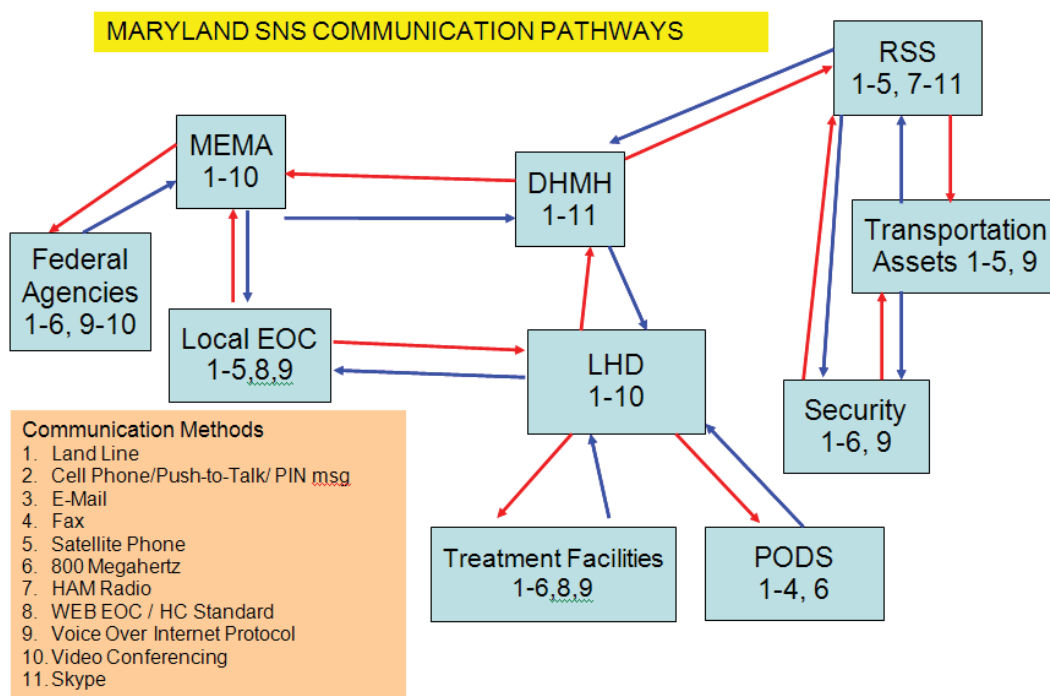 MARYLAND SNS COMMUNICATION PATHWAYS
RSS
1-5, 7-11
MEMA
1-10
DHMH
1-11
Transportation
Assets 1-5, 9
Federal
Agencies
1-6, 9-10
Local EOC
1-5,8,9
LHD
1-10
Security
1-6, 9
Communication Methods
1. Land Line
2. Cell Phone/Push-to-Talk/ PIN msg
3. E-Mail
4. Fax
5. Satellite Phone
6. 800 Megahertz
7. HAM Radio
8. WEB EOC / HC Standard
9. Voice Over Internet Protocol
10. Video Conferencing
11. Skype
Treatment Facilities
1-6,8,9
PODS
1-4, 6